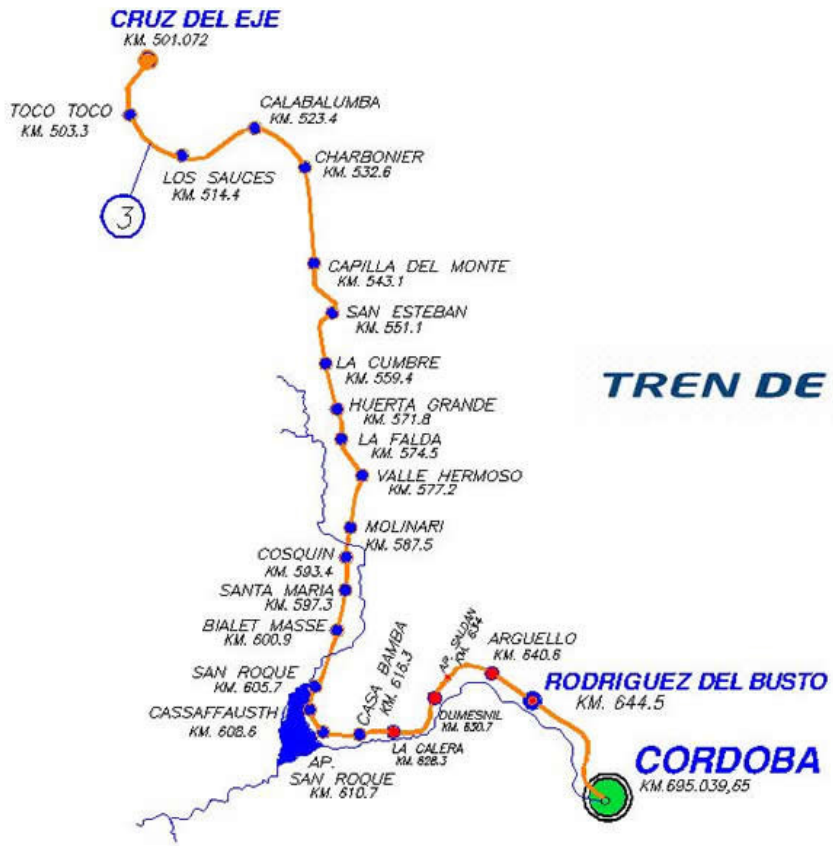 CRUZ DEL EJE
KM. 501.072
TOCO TOCO
KM. 503.3
CALABALUMBA
KM. 523.4
LOS SAUCES
KM. 514.4
CHARBONIER
KM. 532.6
3
CAPILLA DEL MONTE
KM. 543.1
SAN ESTEBAN
KM. 551.1
LA CUMBRE
KM. 559.4
TREN DE
HUERTA GRANDE
KM. 571.8
LA FALDA
KM. 574.5
VALLE HERMOSO
KM. 577.2
MOLINARI
KM. 587.5
COSQUIN
KM. 593.4
SANTA MARIA
KM. 597.3
BIALET MASSE
KM. 600.9
SAN ROQUE
KM. 605.7
CASSAFFAUSTH
KM. 608.6
AP.
SAN ROQUE
KM. 610.7
CASA BAMBA
KM. 618.3
LA CALERA
KM. 628.3
DUMESNIL
KM. 630.7
AP. SALDAN
KM. 634
ARGUELLO
KM. 640.6
RODRIGUEZ DEL BUSTO
KM. 644.5
CORDOBA
KM.695.039,65